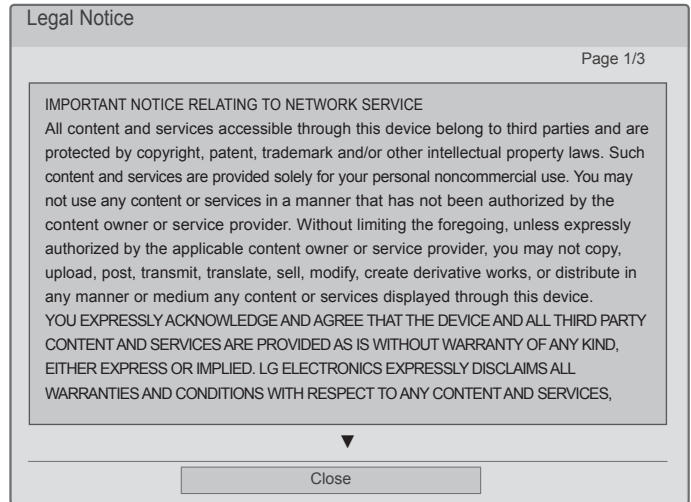 Legal Notice
Page 1/3
IMPORTANT NOTICE RELATING TO NETWORK SERVICE
All content and services accessible through this device belong to third parties and are
protected by copyright, patent, trademark and/or other intellectual property laws. Such
content and services are provided solely for your personal noncommercial use. You may
not use any content or services in a manner that has not been authorized by the
content owner or service provider. Without limiting the foregoing, unless expressly
authorized by the applicable content owner or service provider, you may not copy,
upload, post, transmit, translate, sell, modify, create derivative works, or distribute in
any manner or medium any content or services displayed through this device.
YOU EXPRESSLY ACKNOWLEDGE AND AGREE THAT THE DEVICE AND ALL THIRD PARTY
CONTENT AND SERVICES ARE PROVIDED AS IS WITHOUT WARRANTY OF ANY KIND,
EITHER EXPRESS OR IMPLIED. LG ELECTRONICS EXPRESSLY DISCLAIMS ALL
WARRANTIES AND CONDITIONS WITH RESPECT TO ANY CONTENT AND SERVICES,
▼
Close